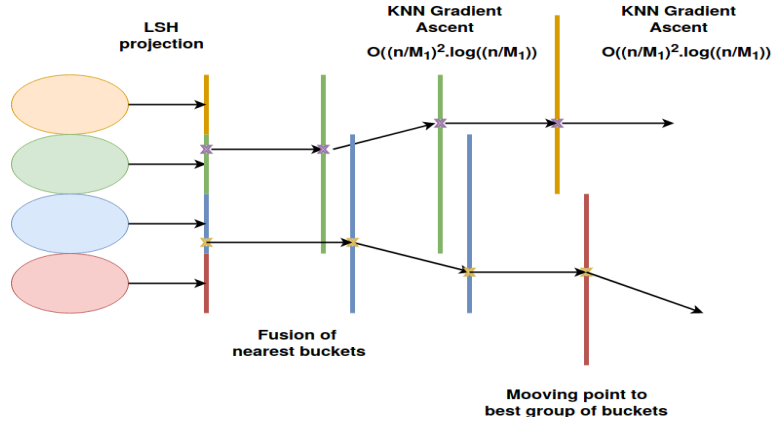 LSH
projection
KNN Gradient
Ascent
O((n/M₁)².log((n/M₁))
KNN Gradient
Ascent
O((n/M₁)².log((n/M₁))
Fusion of
nearest buckets
Mooving point to
best group of buckets